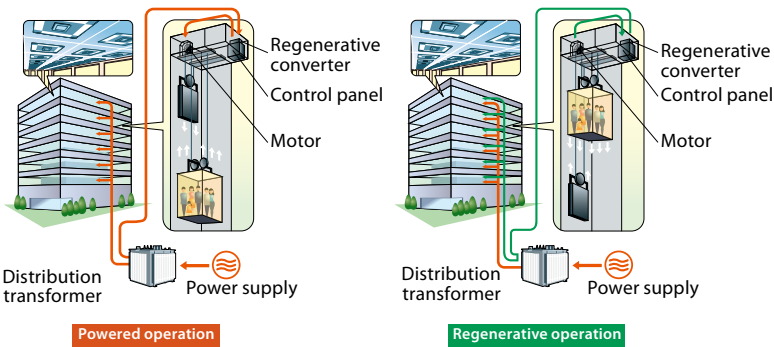 Regenerative
converter
Control panel
Motor
Distribution
transformer
Power supply
Powered operation
Regenerative
converter
Control panel
Motor
Distribution
transformer
Power supply
Regenerative operation